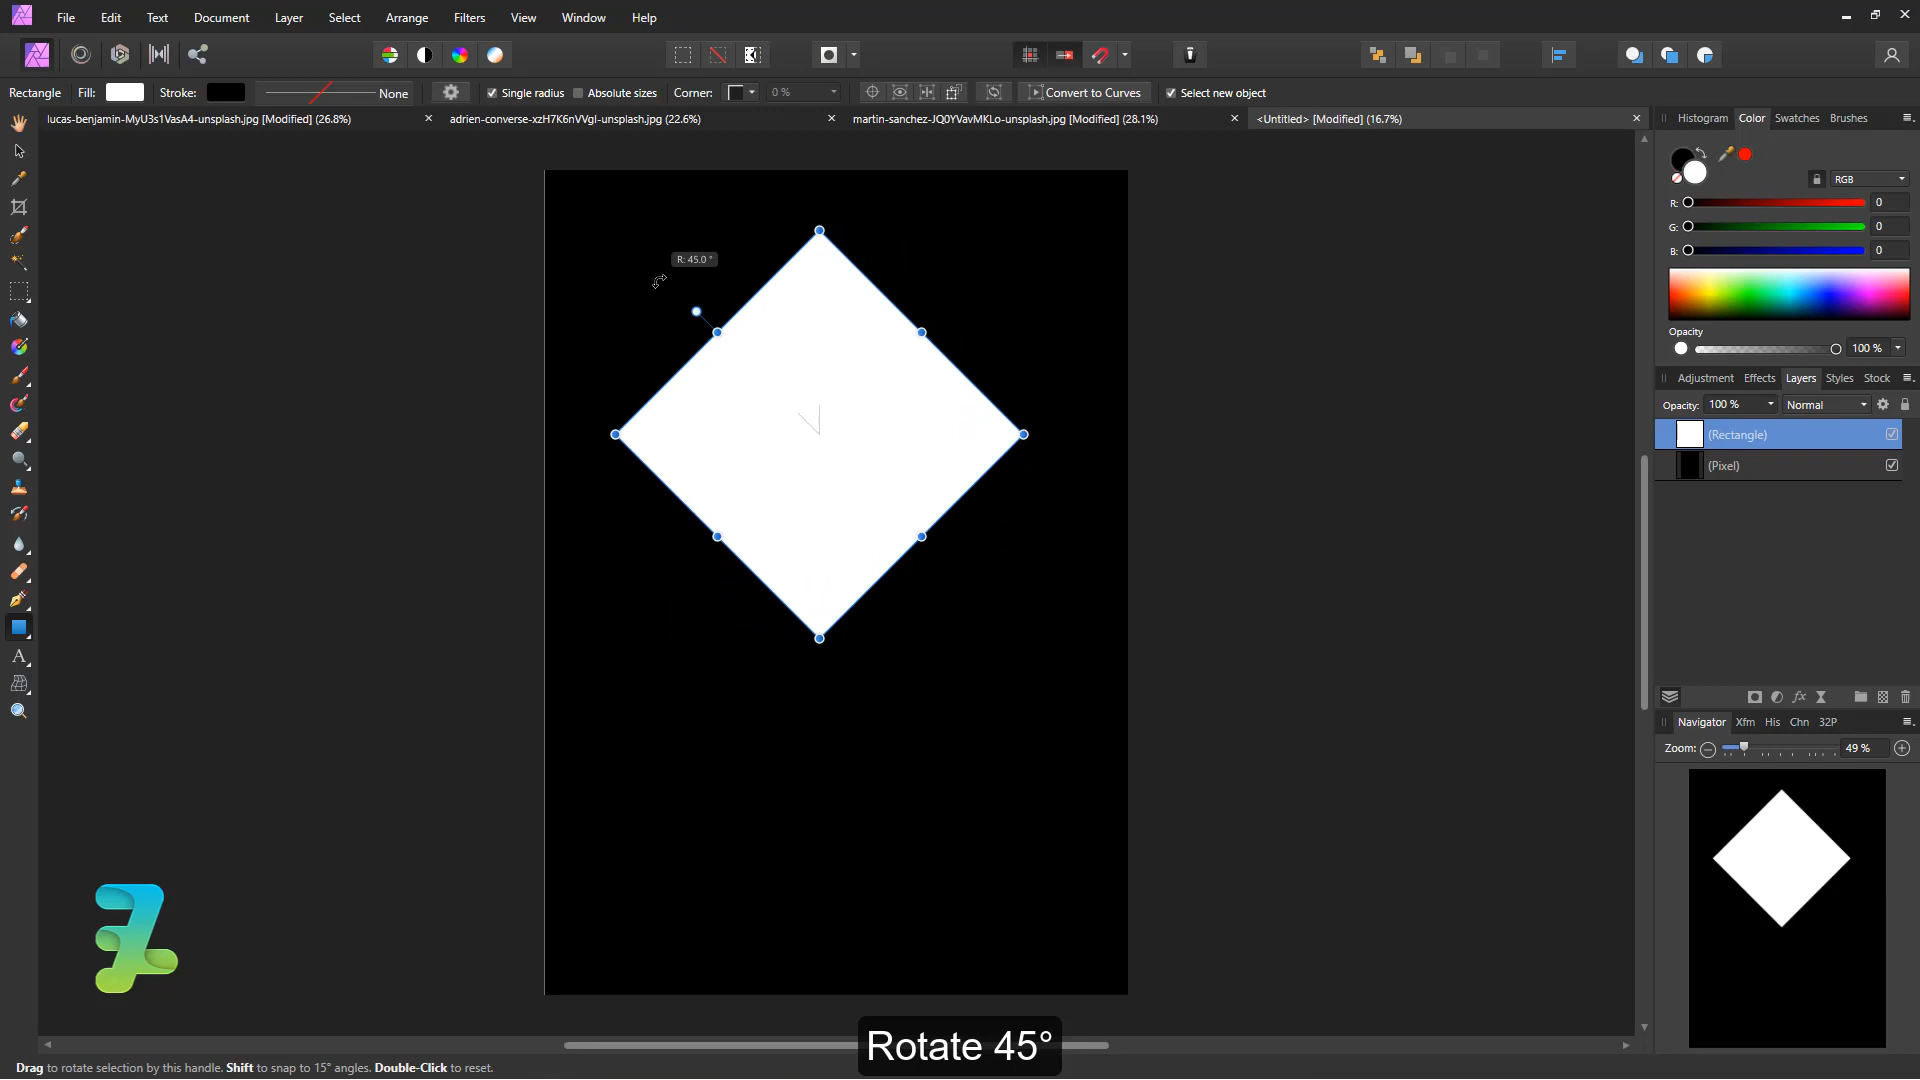 File Edit Text Document Layer Select Arrange Filters View Window Help
Rectangle Fill: Stroke: None Single radius Absolute sizes Corner: 0 % Convert to Curves Select new object
lucas-benjamin-MyU3s1VasA4-unsplash.jpg [Modified] (26.8%) adrien-converse-xzH7K6nVVgI-unsplash.jpg (22.6%) martin-sanchez-JQ0YVavMKLo-unsplash.jpg [Modified] (28.1%) <Untitled> [Modified] (16.7%)
Histogram Color Swatches Brushes
RGB
R: 0
G: 0
B: 0
Opacity
100 %
Adjustment Effects Layers Styles Stock
Opacity: 100 % Normal
(Rectangle)
(Pixel)
R: 45.0 °
Navigator Xfm His Chn 32P
Zoom: 49 %
Rotate 45°
Drag to rotate selection by this handle. Shift to snap to 15° angles. Double-Click to reset.